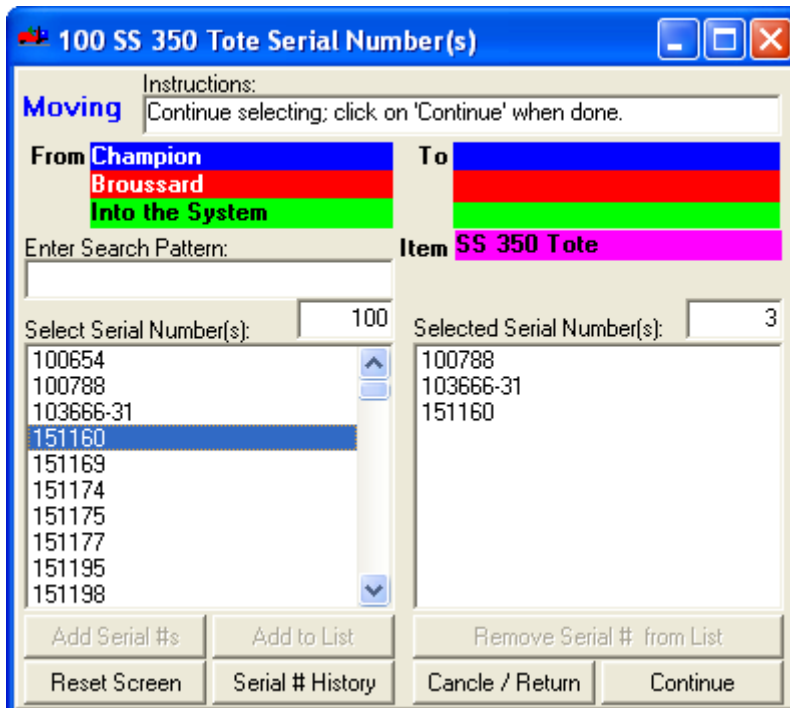 100 SS 350 Tote Serial Number(s)
Instructions:
Moving
Continue selecting; click on 'Continue' when done.
From Champion
Broussard
Into the System
To
Enter Search Pattern:
Item SS 350 Tote
Select Serial Number(s): 100
100654
100788
103666-31
151160
151169
151174
151175
151177
151195
151198
Selected Serial Number(s): 3
100788
103666-31
151160
Add Serial #s
Add to List
Remove Serial # from List
Reset Screen
Serial # History
Cancle / Return
Continue